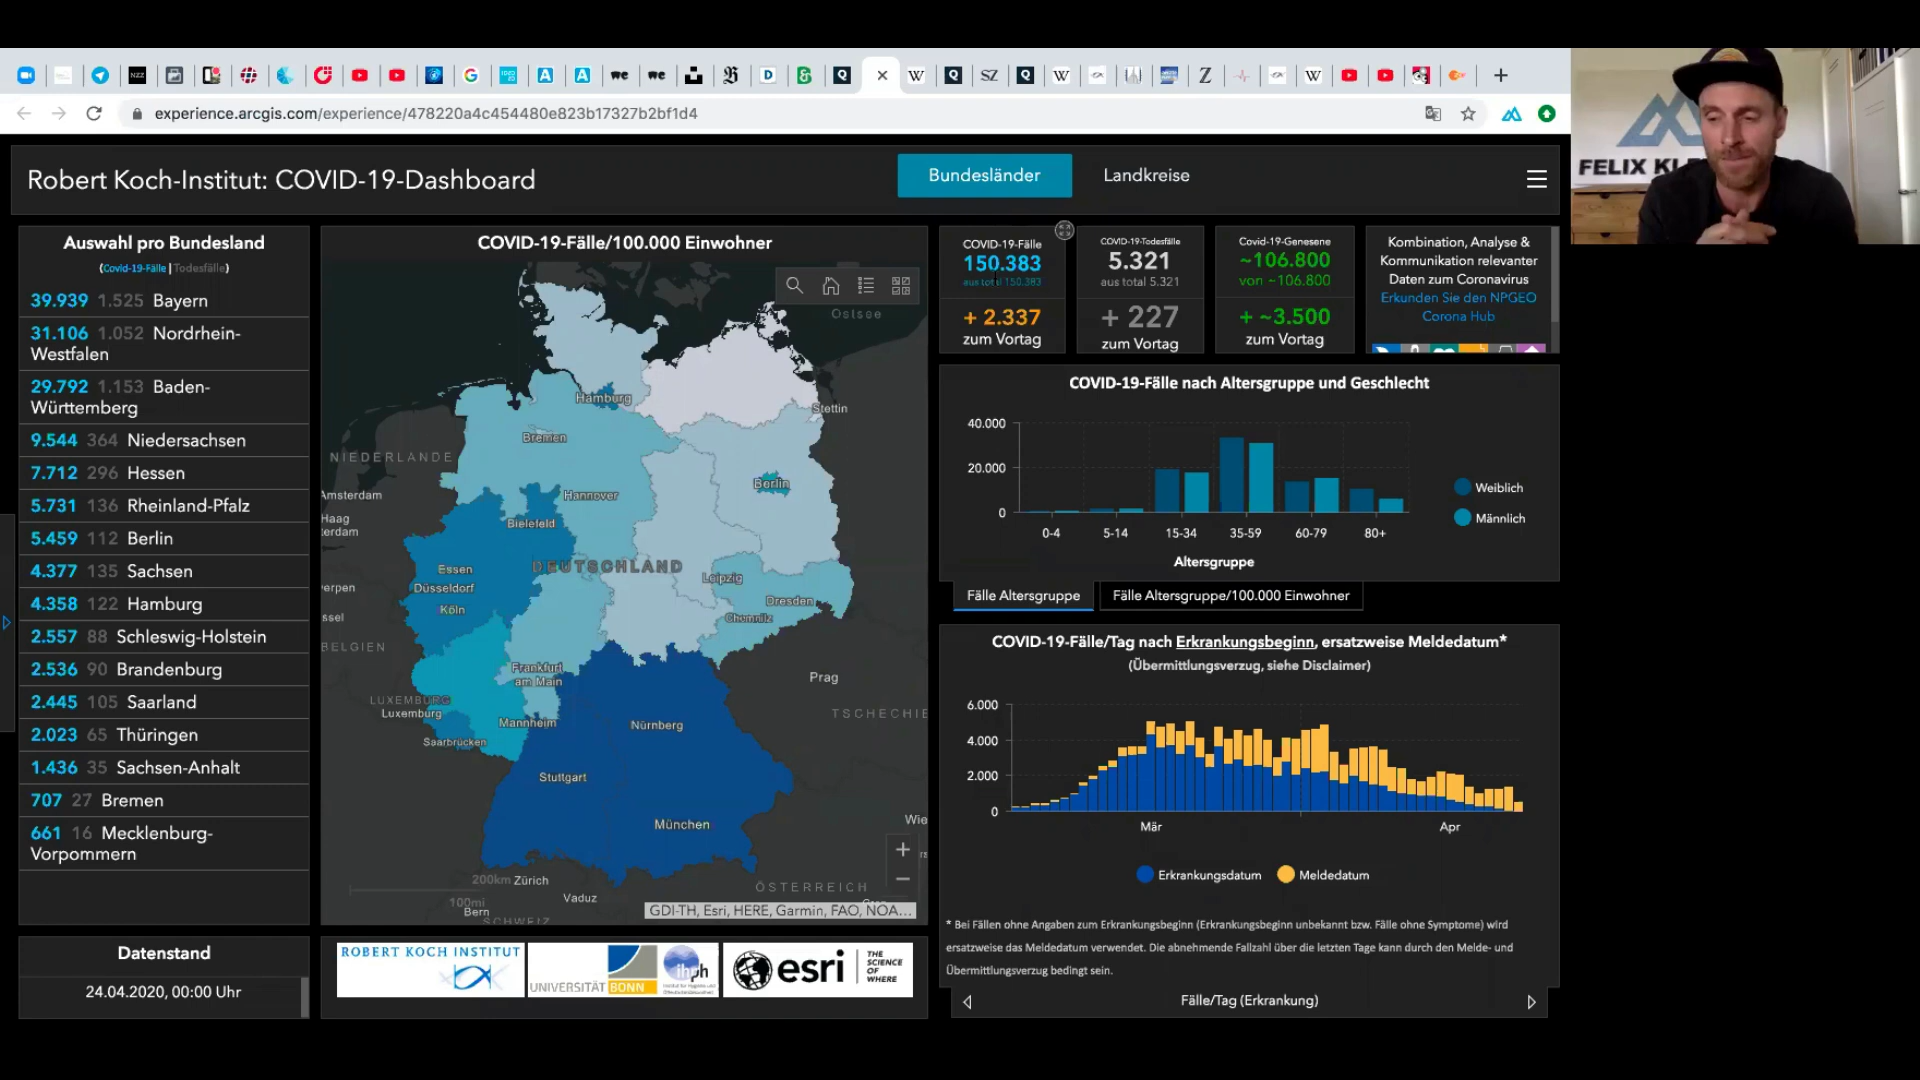 experience.arcgis.com/experience/478220a4c454480e823b17327b2bf1d4
FELIX KL
Robert Koch-Institut: COVID-19-Dashboard
Bundesländer
Landkreise
Auswahl pro Bundesland
(Covid-19-Fälle | Todesfälle)
39.939 1.525 Bayern
31.106 1.052 Nordrhein-
Westfalen
29.792 1.153 Baden-
Württemberg
9.544 364 Niedersachsen
7.712 296 Hessen
5.731 136 Rheinland-Pfalz
5.459 112 Berlin
4.377 135 Sachsen
4.358 122 Hamburg
2.557 88 Schleswig-Holstein
2.536 90 Brandenburg
2.445 105 Saarland
2.023 65 Thüringen
1.436 35 Sachsen-Anhalt
707 27 Bremen
661 16 Mecklenburg-
Vorpommern
Datenstand
24.04.2020, 00:00 Uhr
COVID-19-Fälle/100.000 Einwohner
Ostsee
Hamburg
Stettin
Bremen
NIEDERLANDE
Berlin
Amsterdam
Hannover
Haag
terdam
Bielefeld
DEUTSCHLAND
Essen
Leipzig
erpen
Düsseldorf
Dresden
Köln
ssel
Chemnitz
BELGIEN
Frankfurt
am Main
Prag
LUXEMBURG
Luxemburg
TSCHECHIE
Mannheim
Nürnberg
Saarbrücken
Stuttgart
München
Wie
200km
Zürich
ÖSTERREICH
Vaduz
100mi
Bern
SCHWEIZ
GDI-TH, Esri, HERE, Garmin, FAO, NOA...
ROBERT KOCH INSTITUT
UNIVERSITÄT BONN
ihph
esri
THE
SCIENCE
OF
WHERE
COVID-19-Fälle
150.383
aus total 150.383
+ 2.337
zum Vortag
COVID-19-Todesfälle
5.321
aus total 5.321
+ 227
zum Vortag
Covid-19-Genesene
~106.800
von ~106.800
+ ~3.500
zum Vortag
Kombination, Analyse &
Kommunikation relevanter
Daten zum Coronavirus
Erkunden Sie den NPGEO
Corona Hub
COVID-19-Fälle nach Altersgruppe und Geschlecht
40.000
20.000
0
0-4 5-14 15-34 35-59 60-79 80+
Altersgruppe
Weiblich
Männlich
Fälle Altersgruppe
Fälle Altersgruppe/100.000 Einwohner
COVID-19-Fälle/Tag nach Erkrankungsbeginn, ersatzweise Meldedatum*
(Übermittlungsverzug, siehe Disclaimer)
6.000
4.000
2.000
0
Mär
Apr
Erkrankungsdatum
Meldedatum
* Bei Fällen ohne Angaben zum Erkrankungsbeginn (Erkrankungsbeginn unbekannt bzw. Fälle ohne Symptome) wird
ersatzweise das Meldedatum verwendet. Die abnehmende Fallzahl über die letzten Tage kann durch den Melde- und
Übermittlungsverzug bedingt sein.
Fälle/Tag (Erkrankung)